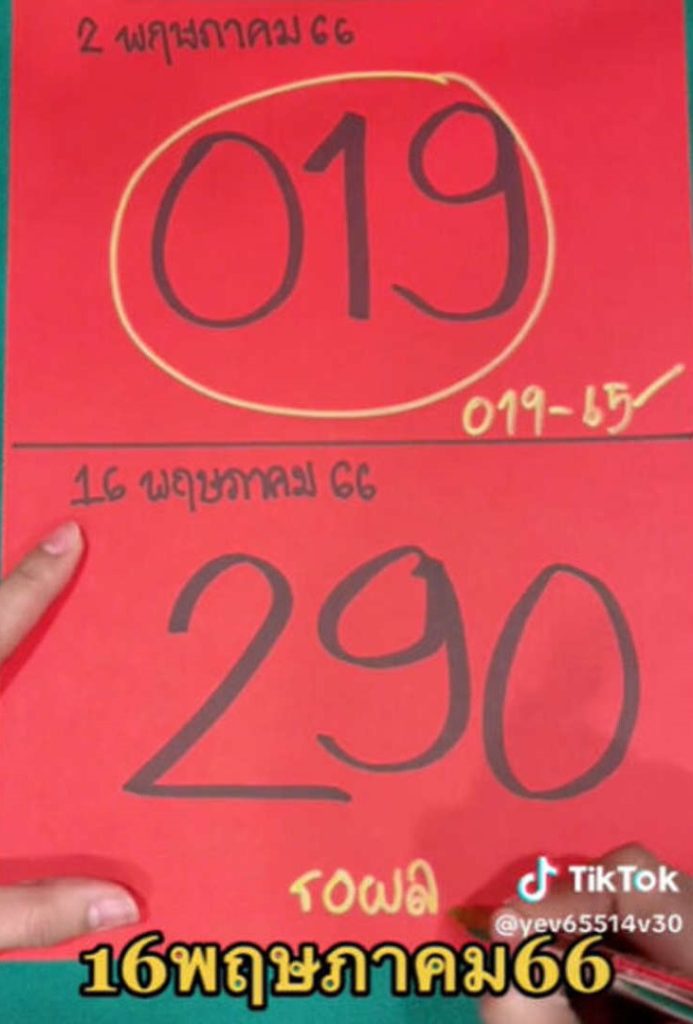 2 พฤษภาคม 66
019
019-65✓
16 พฤษภาคม 66
290
รอผล
TikTok
@yev65514v30
16พฤษภาคม66